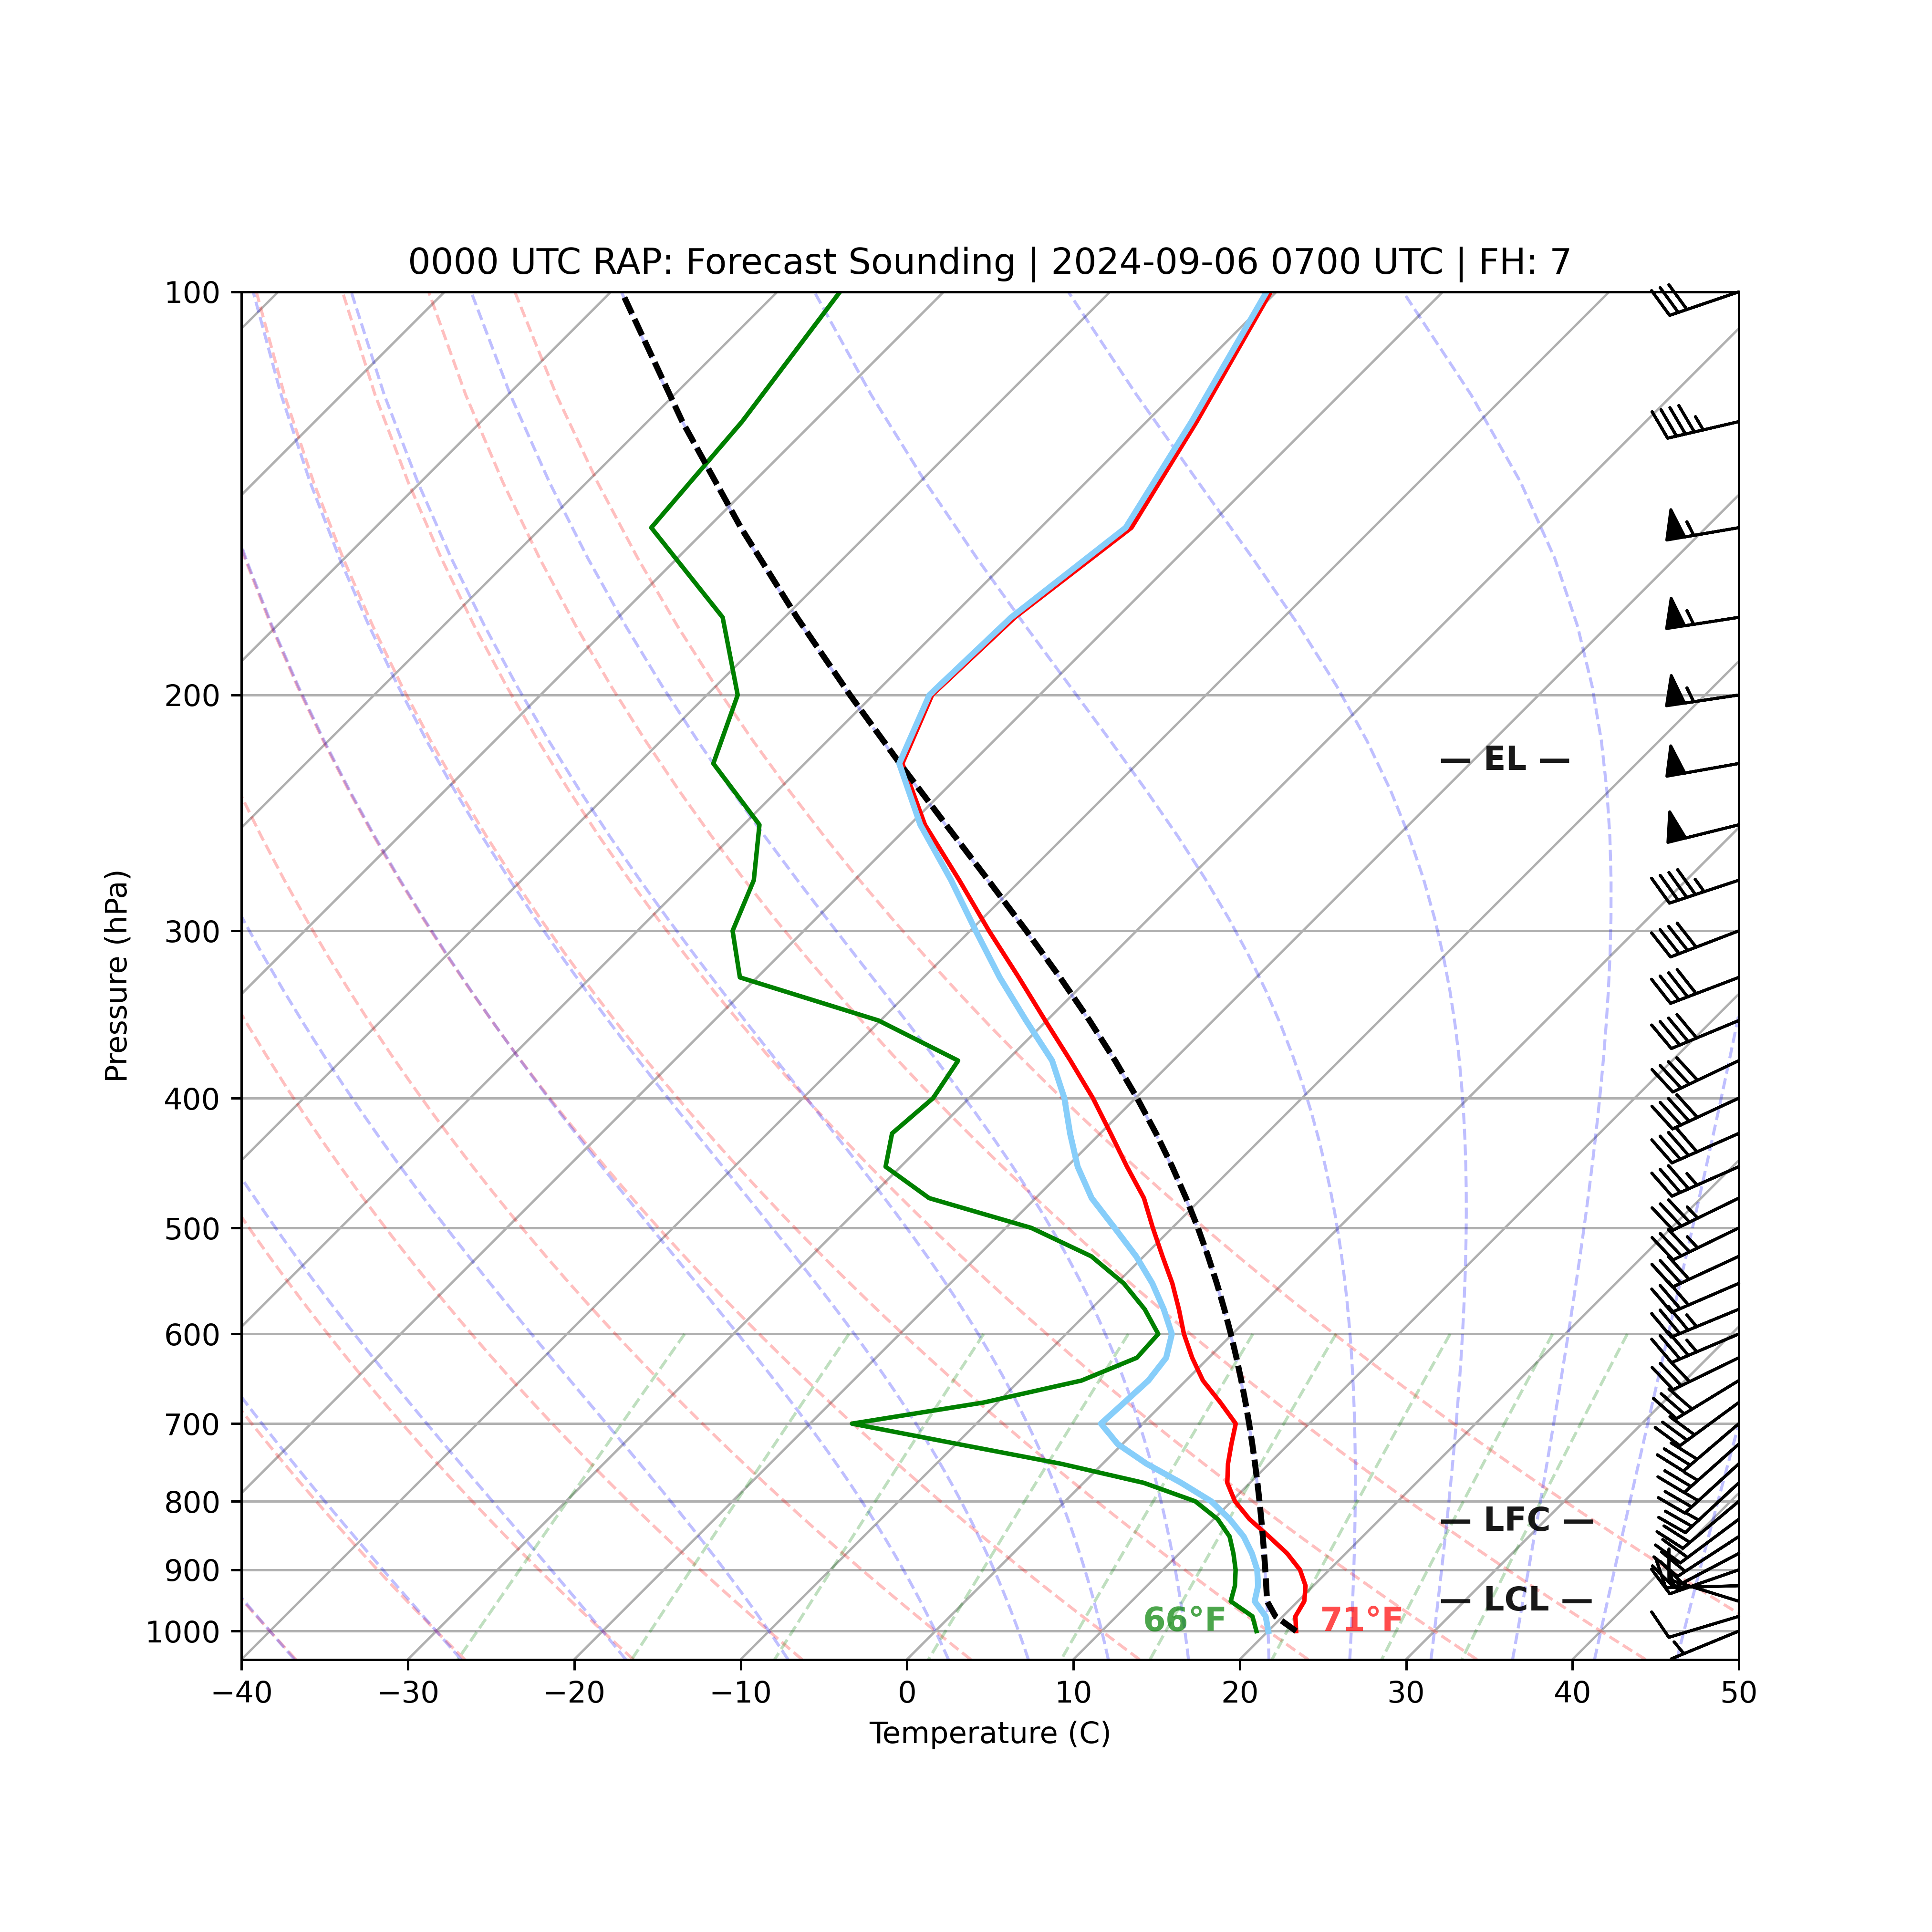 0000 UTC RAP: Forecast Sounding | 2024-09-06 0700 UTC | FH: 7
100
200
— EL —
Pressure (hPa)
300
400
500
600
700
800
— LFC —
900
— LCL —
66°F 71°F
1000
−40 −30 −20 −10 0 10 20 30 40 50
Temperature (C)